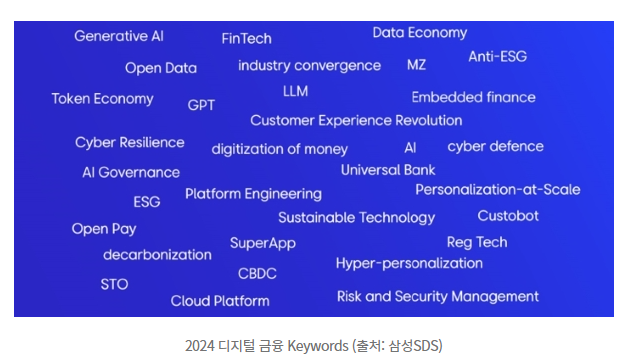 Generative AI
FinTech
Data Economy
Open Data
industry convergence
MZ
Anti-ESG
Token Economy
GPT
LLM
Embedded finance
Customer Experience Revolution
Cyber Resilience
digitization of money
AI
cyber defence
AI Governance
Universal Bank
ESG
Platform Engineering
Personalization-at-Scale
Open Pay
Sustainable Technology
Custobot
decarbonization
SuperApp
Reg Tech
Hyper-personalization
STO
CBDC
Cloud Platform
Risk and Security Management
2024 디지털 금융 Keywords (출처: 삼성SDS)